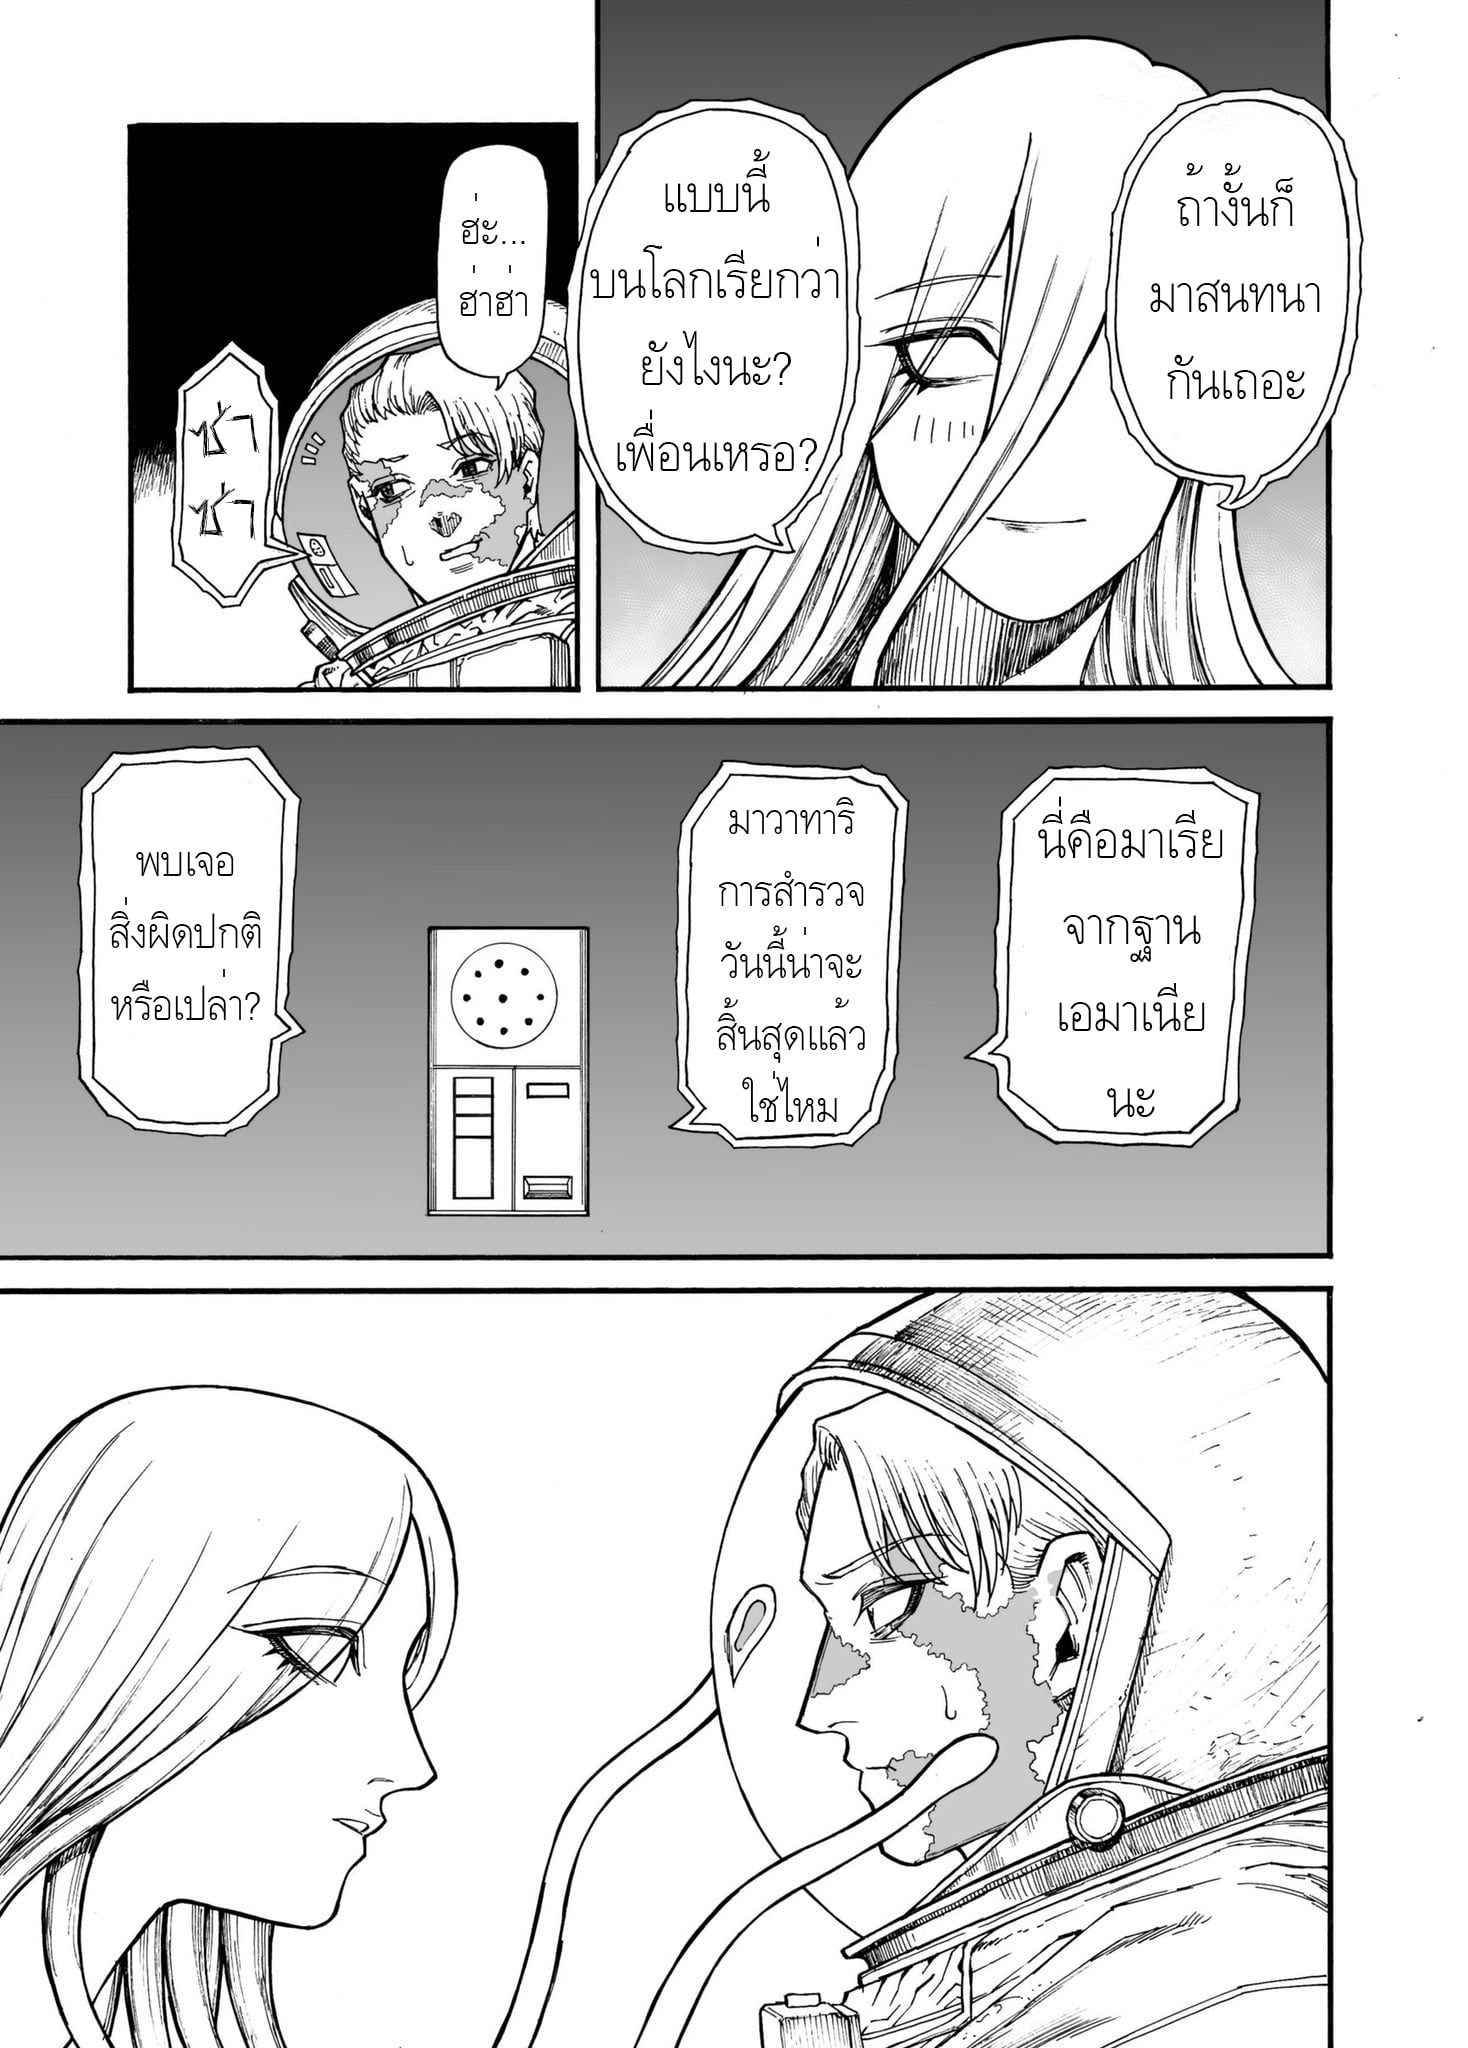 ถ้างั้นก็
มาสนทนา
กันเถอะ
แบบนี้
บนโลกเรียกว่า
ยังไงนะ?
เพื่อนเหรอ?
ฮ่ะ...
ฮ่าฮ่า
ซ่า
ซ่า
นี่คือมาเรีย
จากฐาน
เอมาเนีย
นะ
มาวาทาริ
การสำรวจ
วันนี้น่าจะ
สิ้นสุดแล้ว
ใช่ไหม
พบเจอ
สิ่งผิดปกติ
หรือเปล่า?